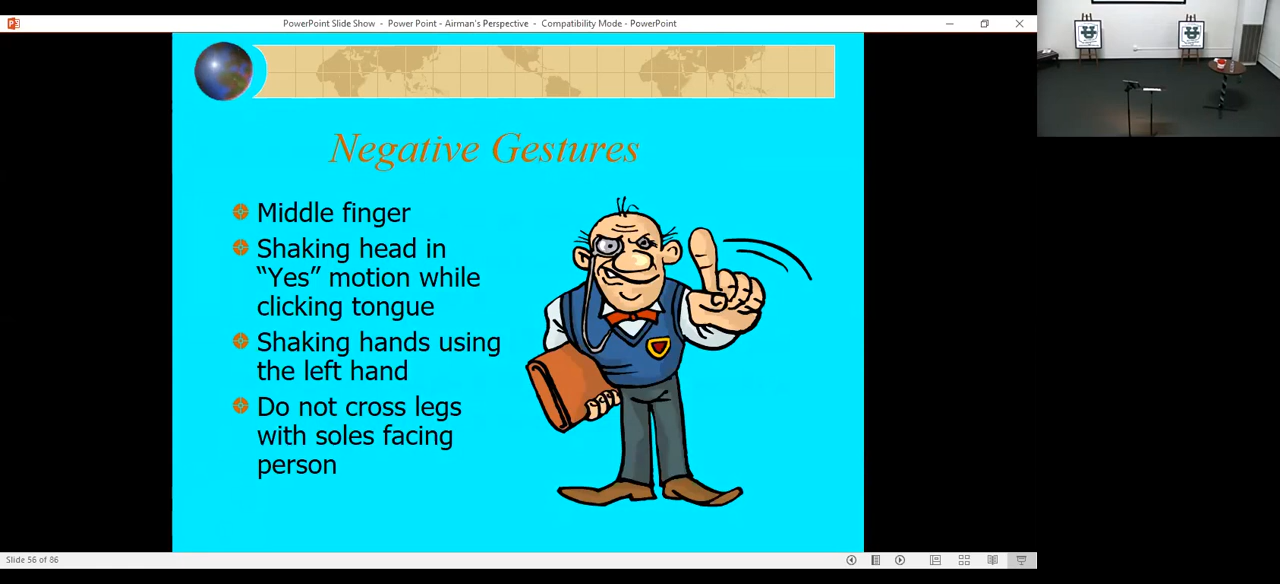 PowerPoint Slide Show - Power Point - Airman's Perspective - Compatibility Mode - PowerPoint
Negative Gestures
Middle finger
Shaking head in
“Yes” motion while
clicking tongue
Shaking hands using
the left hand
Do not cross legs
with soles facing
person
Slide 56 of 86